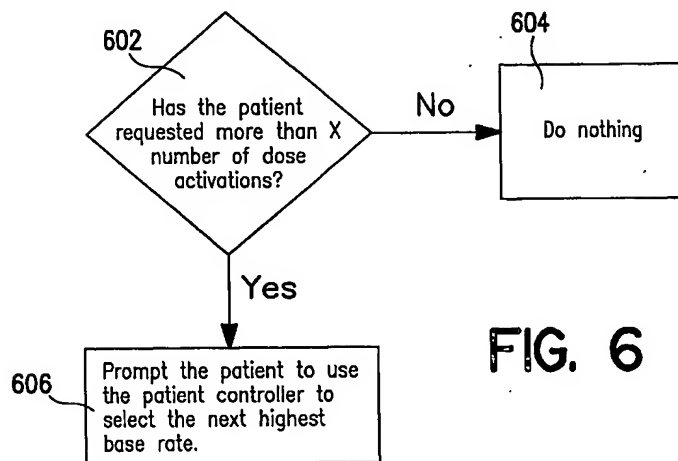 602
Has the patient
requested more than X
number of dose
activations?
No
604
Do nothing
Yes
606
Prompt the patient to use
the patient controller to
select the next highest
base rate.
FIG. 6